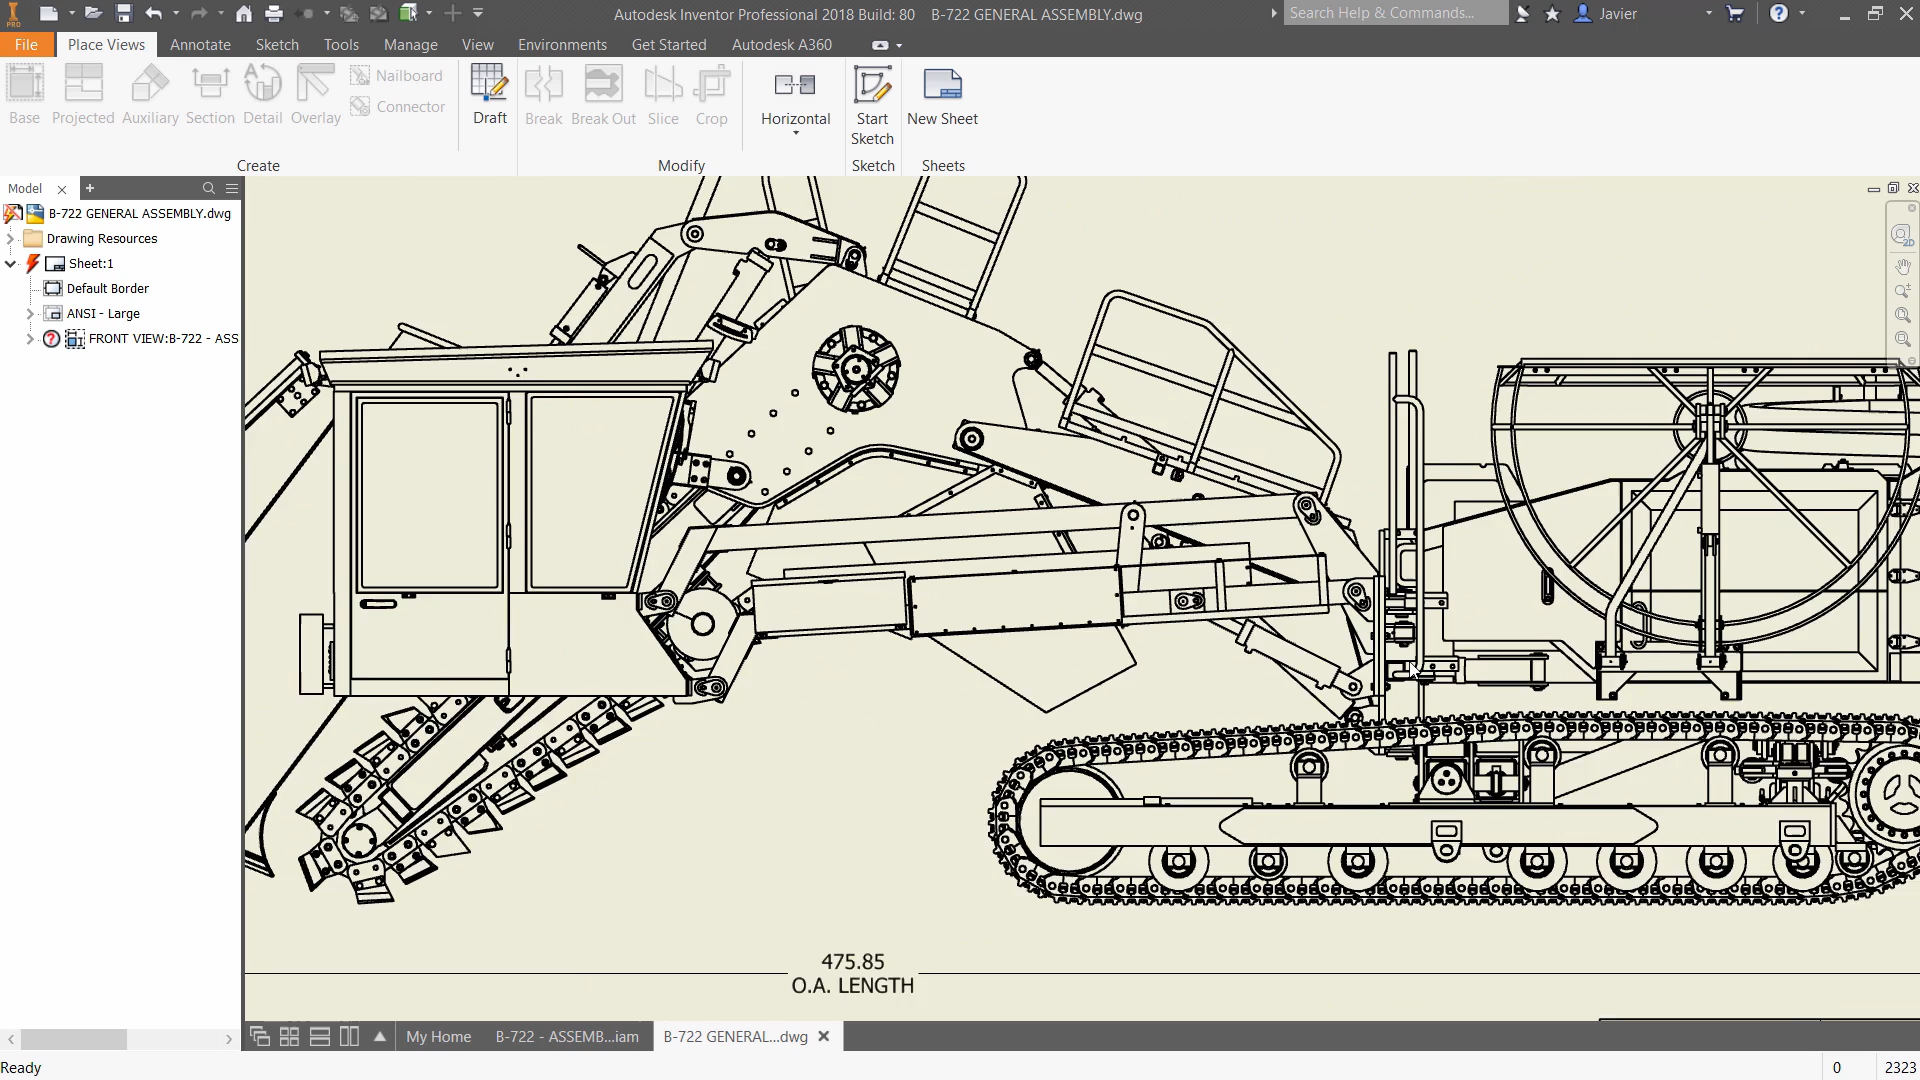 PRO
Autodesk Inventor Professional 2018 Build: 80 B-722 GENERAL ASSEMBLY.dwg
Search Help & Commands...
Javier
File Place Views Annotate Sketch Tools Manage View Environments Get Started Autodesk A360
Base Projected Auxiliary Section Detail Overlay
Nailboard
Connector
Draft
Break Break Out Slice Crop
Horizontal
Start
Sketch
New Sheet
Create Modify Sketch Sheets
Model
B-722 GENERAL ASSEMBLY.dwg
Drawing Resources
Sheet:1
Default Border
ANSI - Large
FRONT VIEW:B-722 - ASS
2D
475.85
O.A. LENGTH
My Home B-722 - ASSEMB...iam B-722 GENERAL...dwg
Ready 0 2323